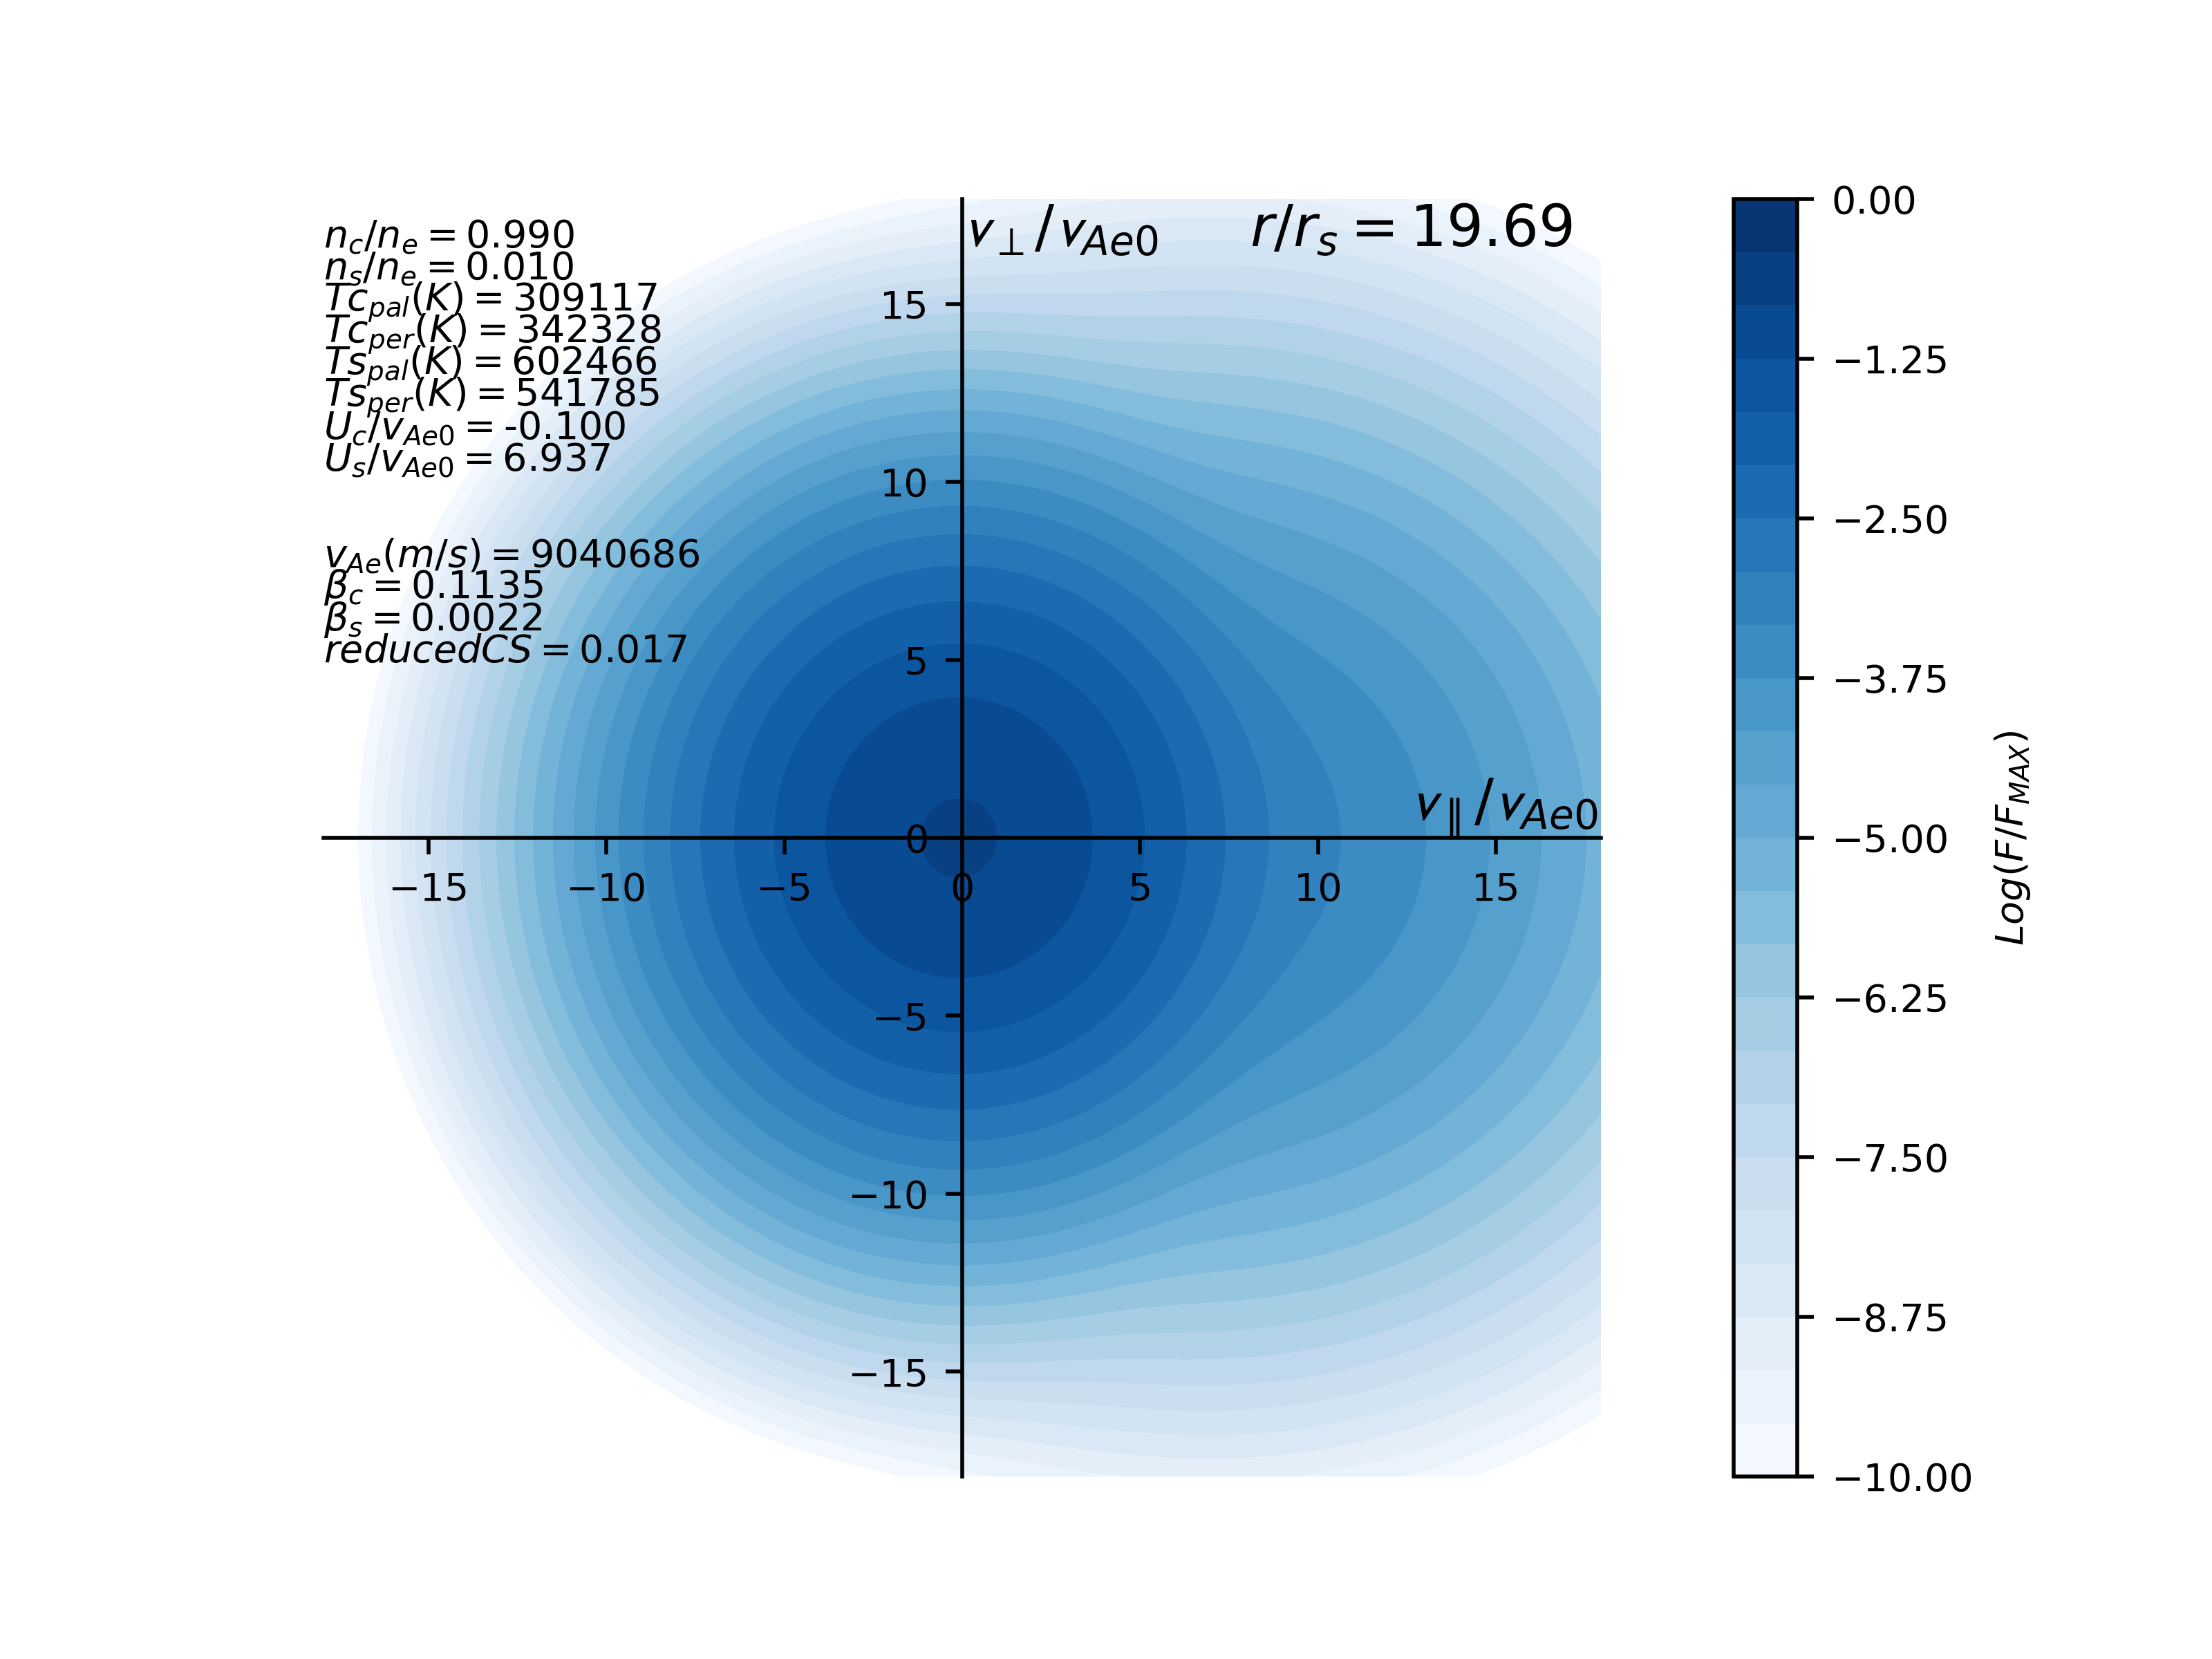 n_c/n_e = 0.990
n_s/n_e = 0.010
Tc_pal(K) = 309117
Tc_per(K) = 342328
Ts_pal(K) = 602466
Ts_per(K) = 541785
U_c/v_Ae0 = -0.100
U_s/v_Ae0 = 6.937
v_Ae(m/s) = 9040686
β_c = 0.1135
β_s = 0.0022
reducedCS = 0.017
v_⊥/v_Ae0
r/r_s = 19.69
15
10
5
0
−5
−10
−15
v_∥/v_Ae0
−15 −10 −5 0 5 10 15
0.00
−1.25
−2.50
−3.75
−5.00
−6.25
−7.50
−8.75
−10.00
Log(F/F_MAX)